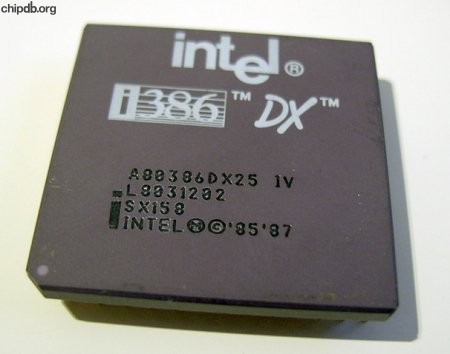 chipdb.org
intel®
i386™ DX™
A80386DX25 IV
L8031202
SX158
INTEL Ⓜ © '85 '87